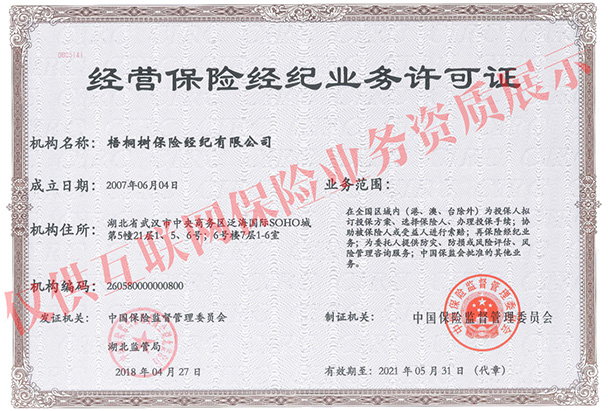 0025141
经营保险经纪业务许可证
机构名称: 梧桐树保险经纪有限公司
成立日期: 2007年06月04日
机构住所: 湖北省武汉市中央商务区泛海国际SOHO城
第5幢21层1、5、6号; 6号楼7层1-6室
机构编码: 260580000000800
发证机关: 中国保险监督管理委员会
湖北监管局
2018 年 04 月 27 日
业务范围:
在全国区域内(港、澳、台除外)为投保人拟
订投保方案、选择保险人、办理投保手续; 协
助被保险人或受益人进行索赔; 再保险经纪业
务; 为委托人提供防灾、防损或风险评估、风
险管理咨询服务; 中国保监会批准的其他业
务。
制证机关: 中国保险监督管理委员会
有效期至: 2021 年 05 月 31 日 (代章)
中国保险监督管理委员会
仅供互联网保险业务资质展示